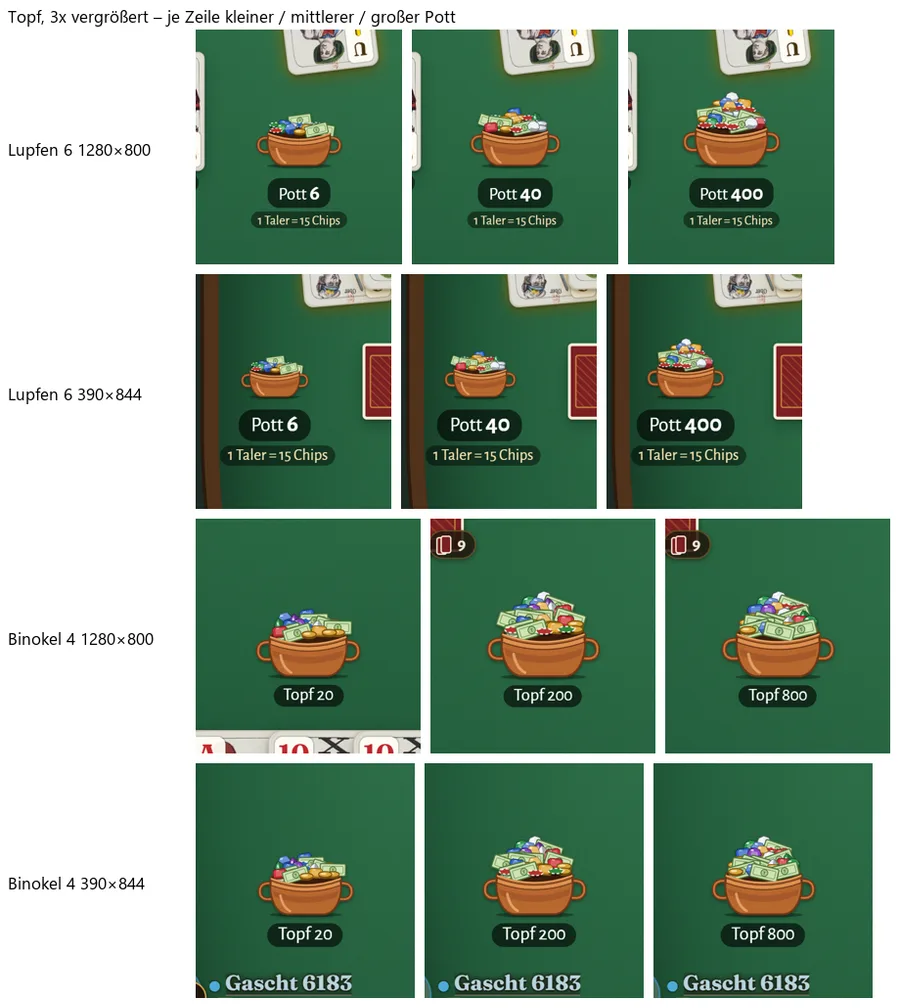 Topf, 3x vergrößert – je Zeile kleiner / mittlerer / großer Pott
Lupfen 6 1280×800
Pott 6
1 Taler = 15 Chips
Pott 40
1 Taler = 15 Chips
Pott 400
1 Taler = 15 Chips
Lupfen 6 390×844
Pott 6
1 Taler = 15 Chips
Pott 40
1 Taler = 15 Chips
Pott 400
1 Taler = 15 Chips
Binokel 4 1280×800
Topf 20
A 10 10
9
Topf 200
9
Topf 800
Binokel 4 390×844
Topf 20
Gascht 6183
Topf 200
Gascht 6183
Topf 800
Gascht 6183